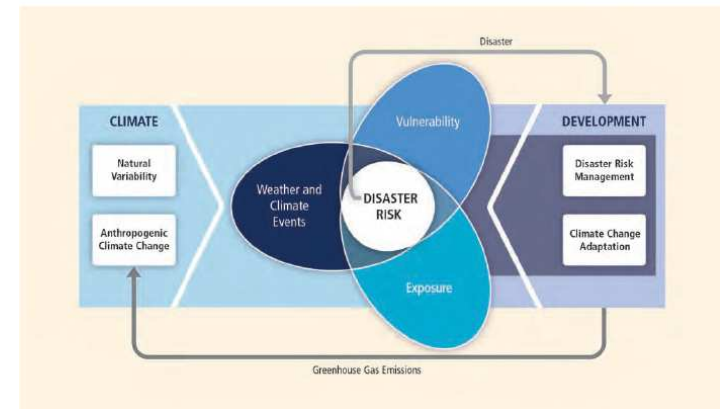 Disaster
CLIMATE
Natural
Variability
Anthropogenic
Climate Change
Weather and
Climate
Events
Vulnerability
DISASTER
RISK
Exposure
DEVELOPMENT
Disaster Risk
Management
Climate Change
Adaptation
Greenhouse Gas Emissions